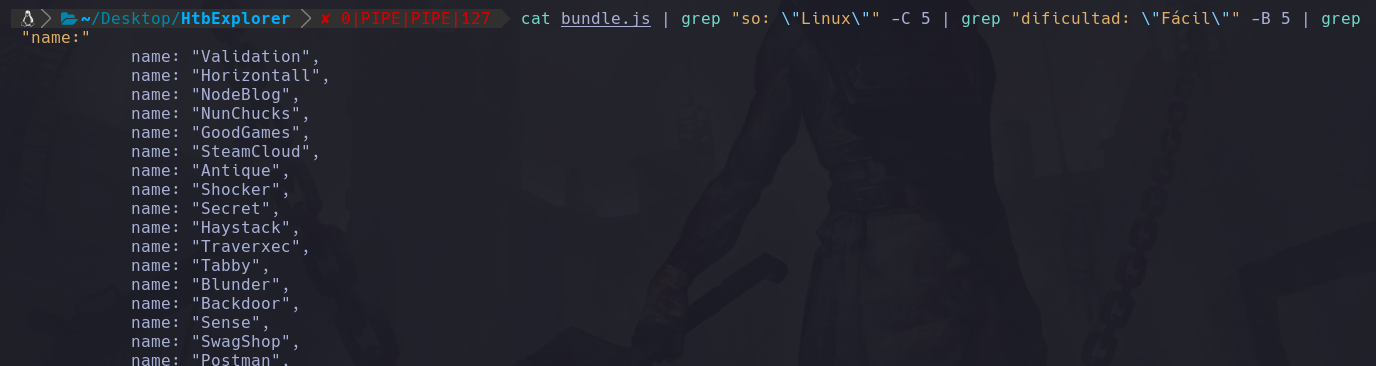 ~/Desktop/HtbExplorer ✘ 0|PIPE|PIPE|127 cat bundle.js | grep "so: \"Linux\"" -C 5 | grep "dificultad: \"Fácil\"" -B 5 | grep
"name:"
name: "Validation",
name: "Horizontall",
name: "NodeBlog",
name: "NunChucks",
name: "GoodGames",
name: "SteamCloud",
name: "Antique",
name: "Shocker",
name: "Secret",
name: "Haystack",
name: "Traverxec",
name: "Tabby",
name: "Blunder",
name: "Backdoor",
name: "Sense",
name: "SwagShop",
name: "Postman",